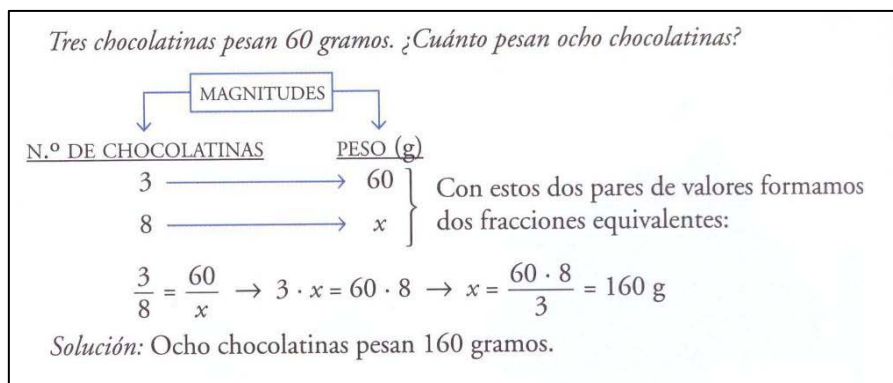 Tres chocolatinas pesan 60 gramos. ¿Cuánto pesan ocho chocolatinas?
MAGNITUDES
N.º DE CHOCOLATINAS PESO (g)
3 → 60
8 → x
Con estos dos pares de valores formamos
dos fracciones equivalentes:
3/8 = 60/x → 3 · x = 60 · 8 → x = 60 · 8/3 = 160 g
Solución: Ocho chocolatinas pesan 160 gramos.